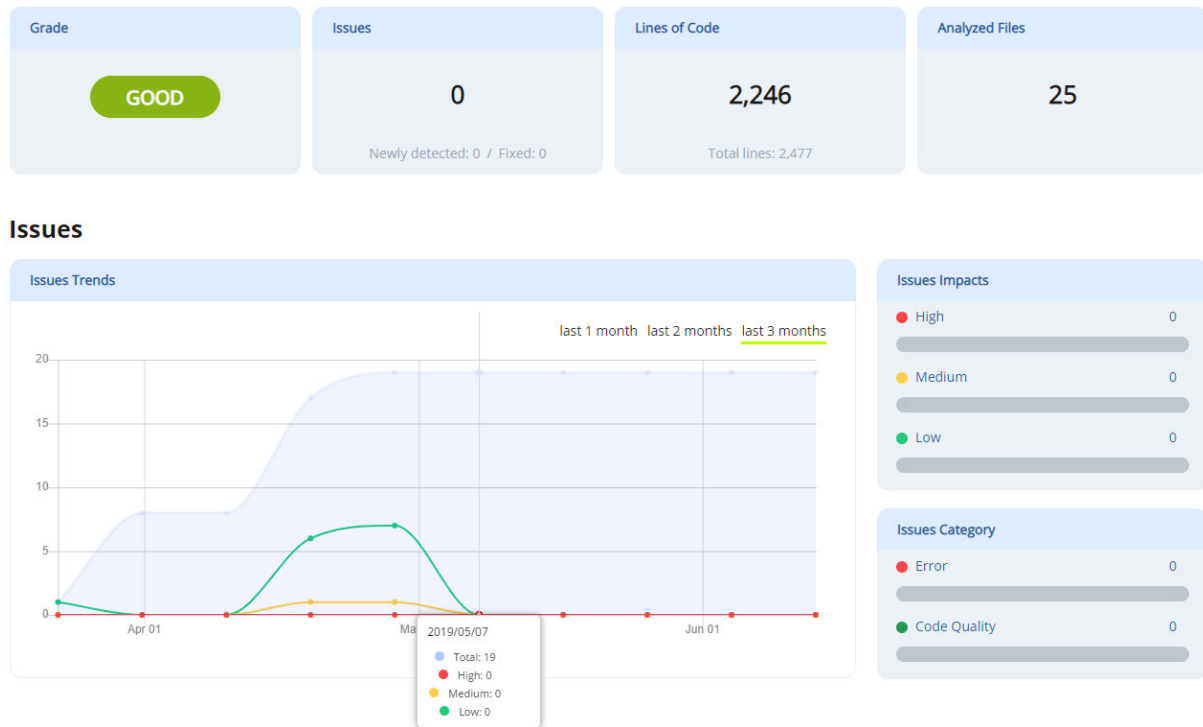 Grade
Issues
Lines of Code
Analyzed Files
GOOD
0
2,246
25
Newly detected: 0 / Fixed: 0
Total lines: 2,477
Issues
Issues Trends
last 1 month last 2 months last 3 months
20
15
10
5
0
Apr 01
Ma
Jun 01
2019/05/07
Total: 19
High: 0
Medium: 0
Low: 0
Issues Impacts
High 0
Medium 0
Low 0
Issues Category
Error 0
Code Quality 0